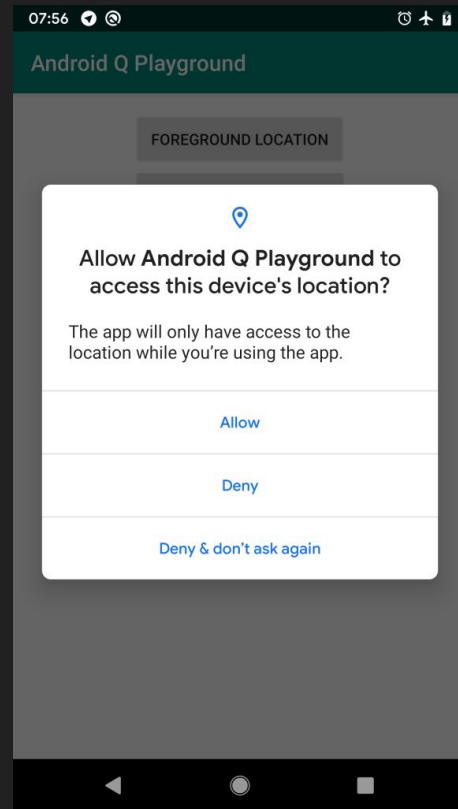 07:56
Android Q Playground
FOREGROUND LOCATION
Allow Android Q Playground to
access this device's location?
The app will only have access to the
location while you’re using the app.
Allow
Deny
Deny & don’t ask again